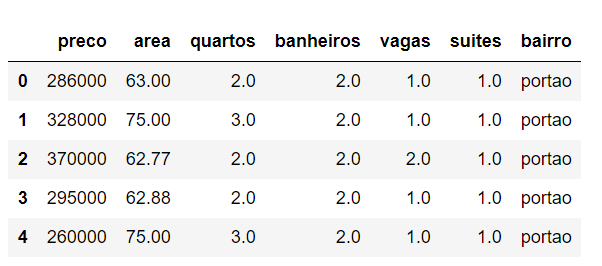 preco area quartos banheiros vagas suites bairro
0 286000 63.00 2.0 2.0 1.0 1.0 portao
1 328000 75.00 3.0 2.0 1.0 1.0 portao
2 370000 62.77 2.0 2.0 2.0 1.0 portao
3 295000 62.88 2.0 2.0 1.0 1.0 portao
4 260000 75.00 3.0 2.0 1.0 1.0 portao